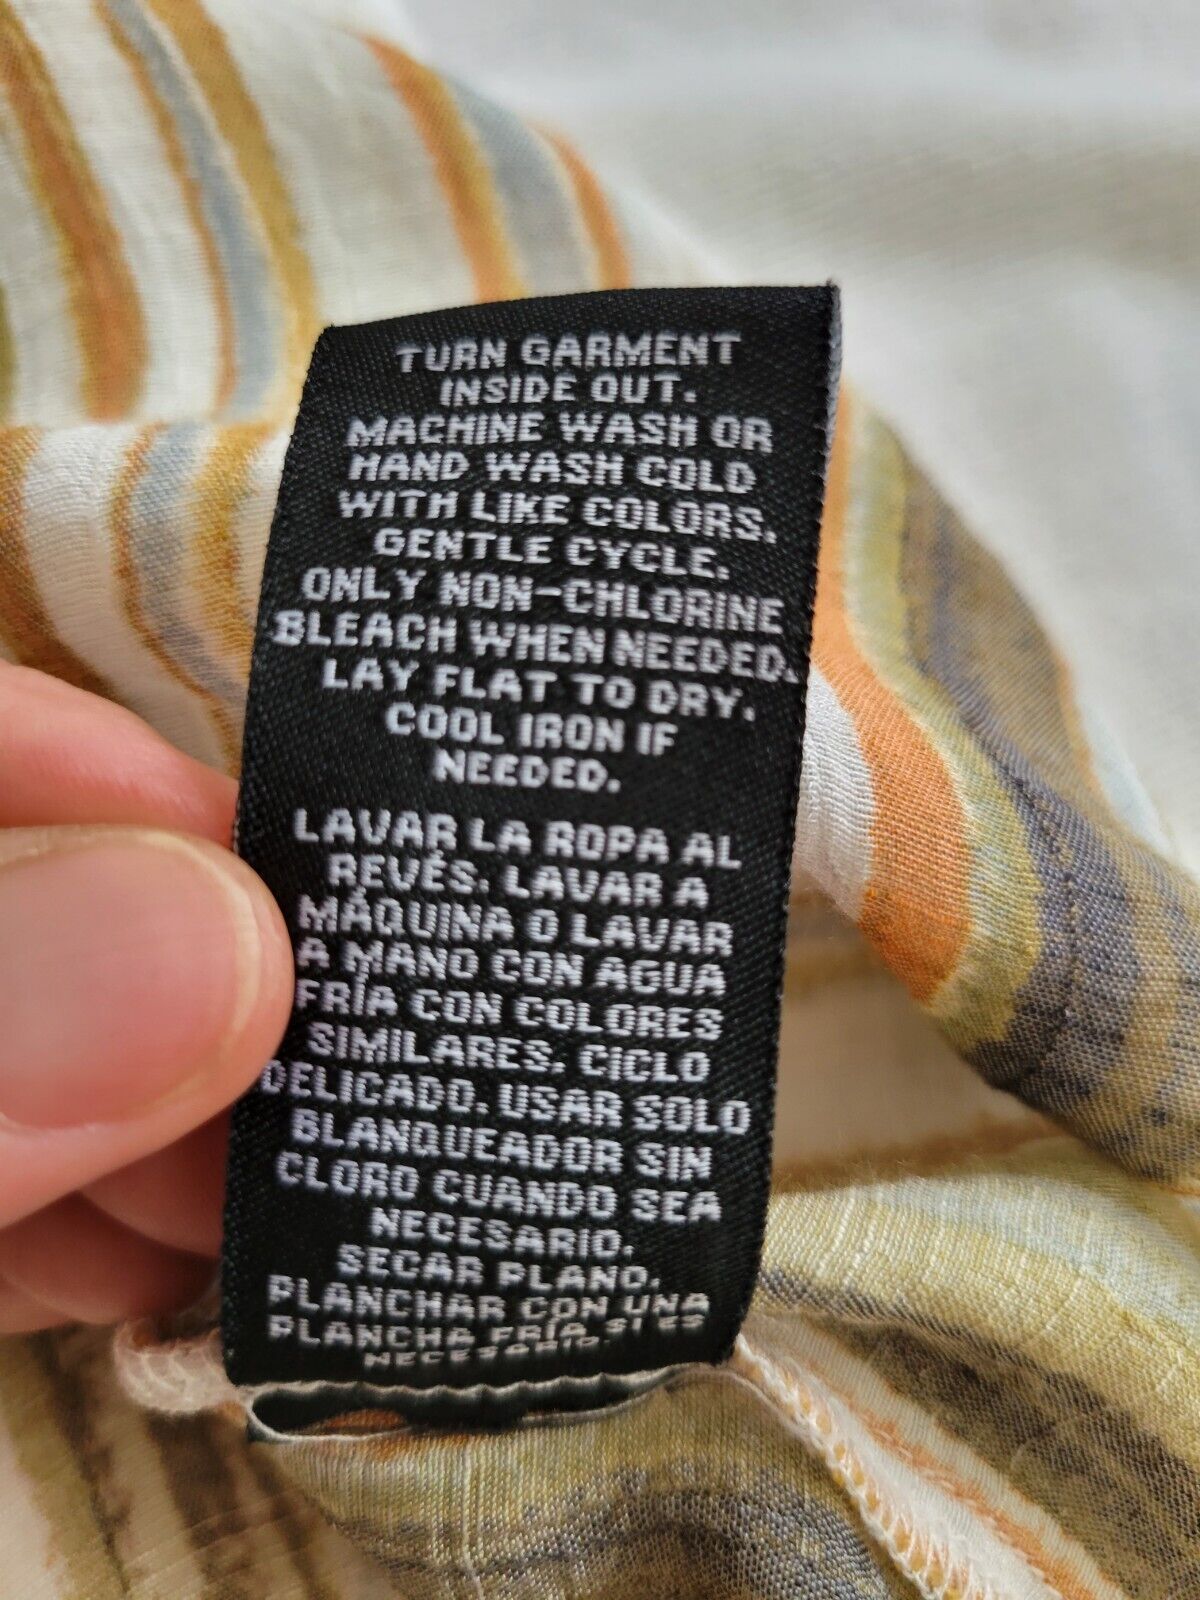 TURN GARMENT
INSIDE OUT.
MACHINE WASH OR
HAND WASH COLD
WITH LIKE COLORS.
GENTLE CYCLE.
ONLY NON-CHLORINE
BLEACH WHEN NEEDED.
LAY FLAT TO DRY.
COOL IRON IF
NEEDED.
LAVAR LA ROPA AL
REVÉS. LAVAR A
MÁQUINA O LAVAR
A MANO CON AGUA
FRÍA CON COLORES
SIMILARES. CICLO
DELICADO. USAR SOLO
BLANQUEADOR SIN
CLORO CUANDO SEA
NECESARIO.
SECAR PLANO.
PLANCHAR CON UNA
PLANCHA FRÍA SI ES
NECESARIO.